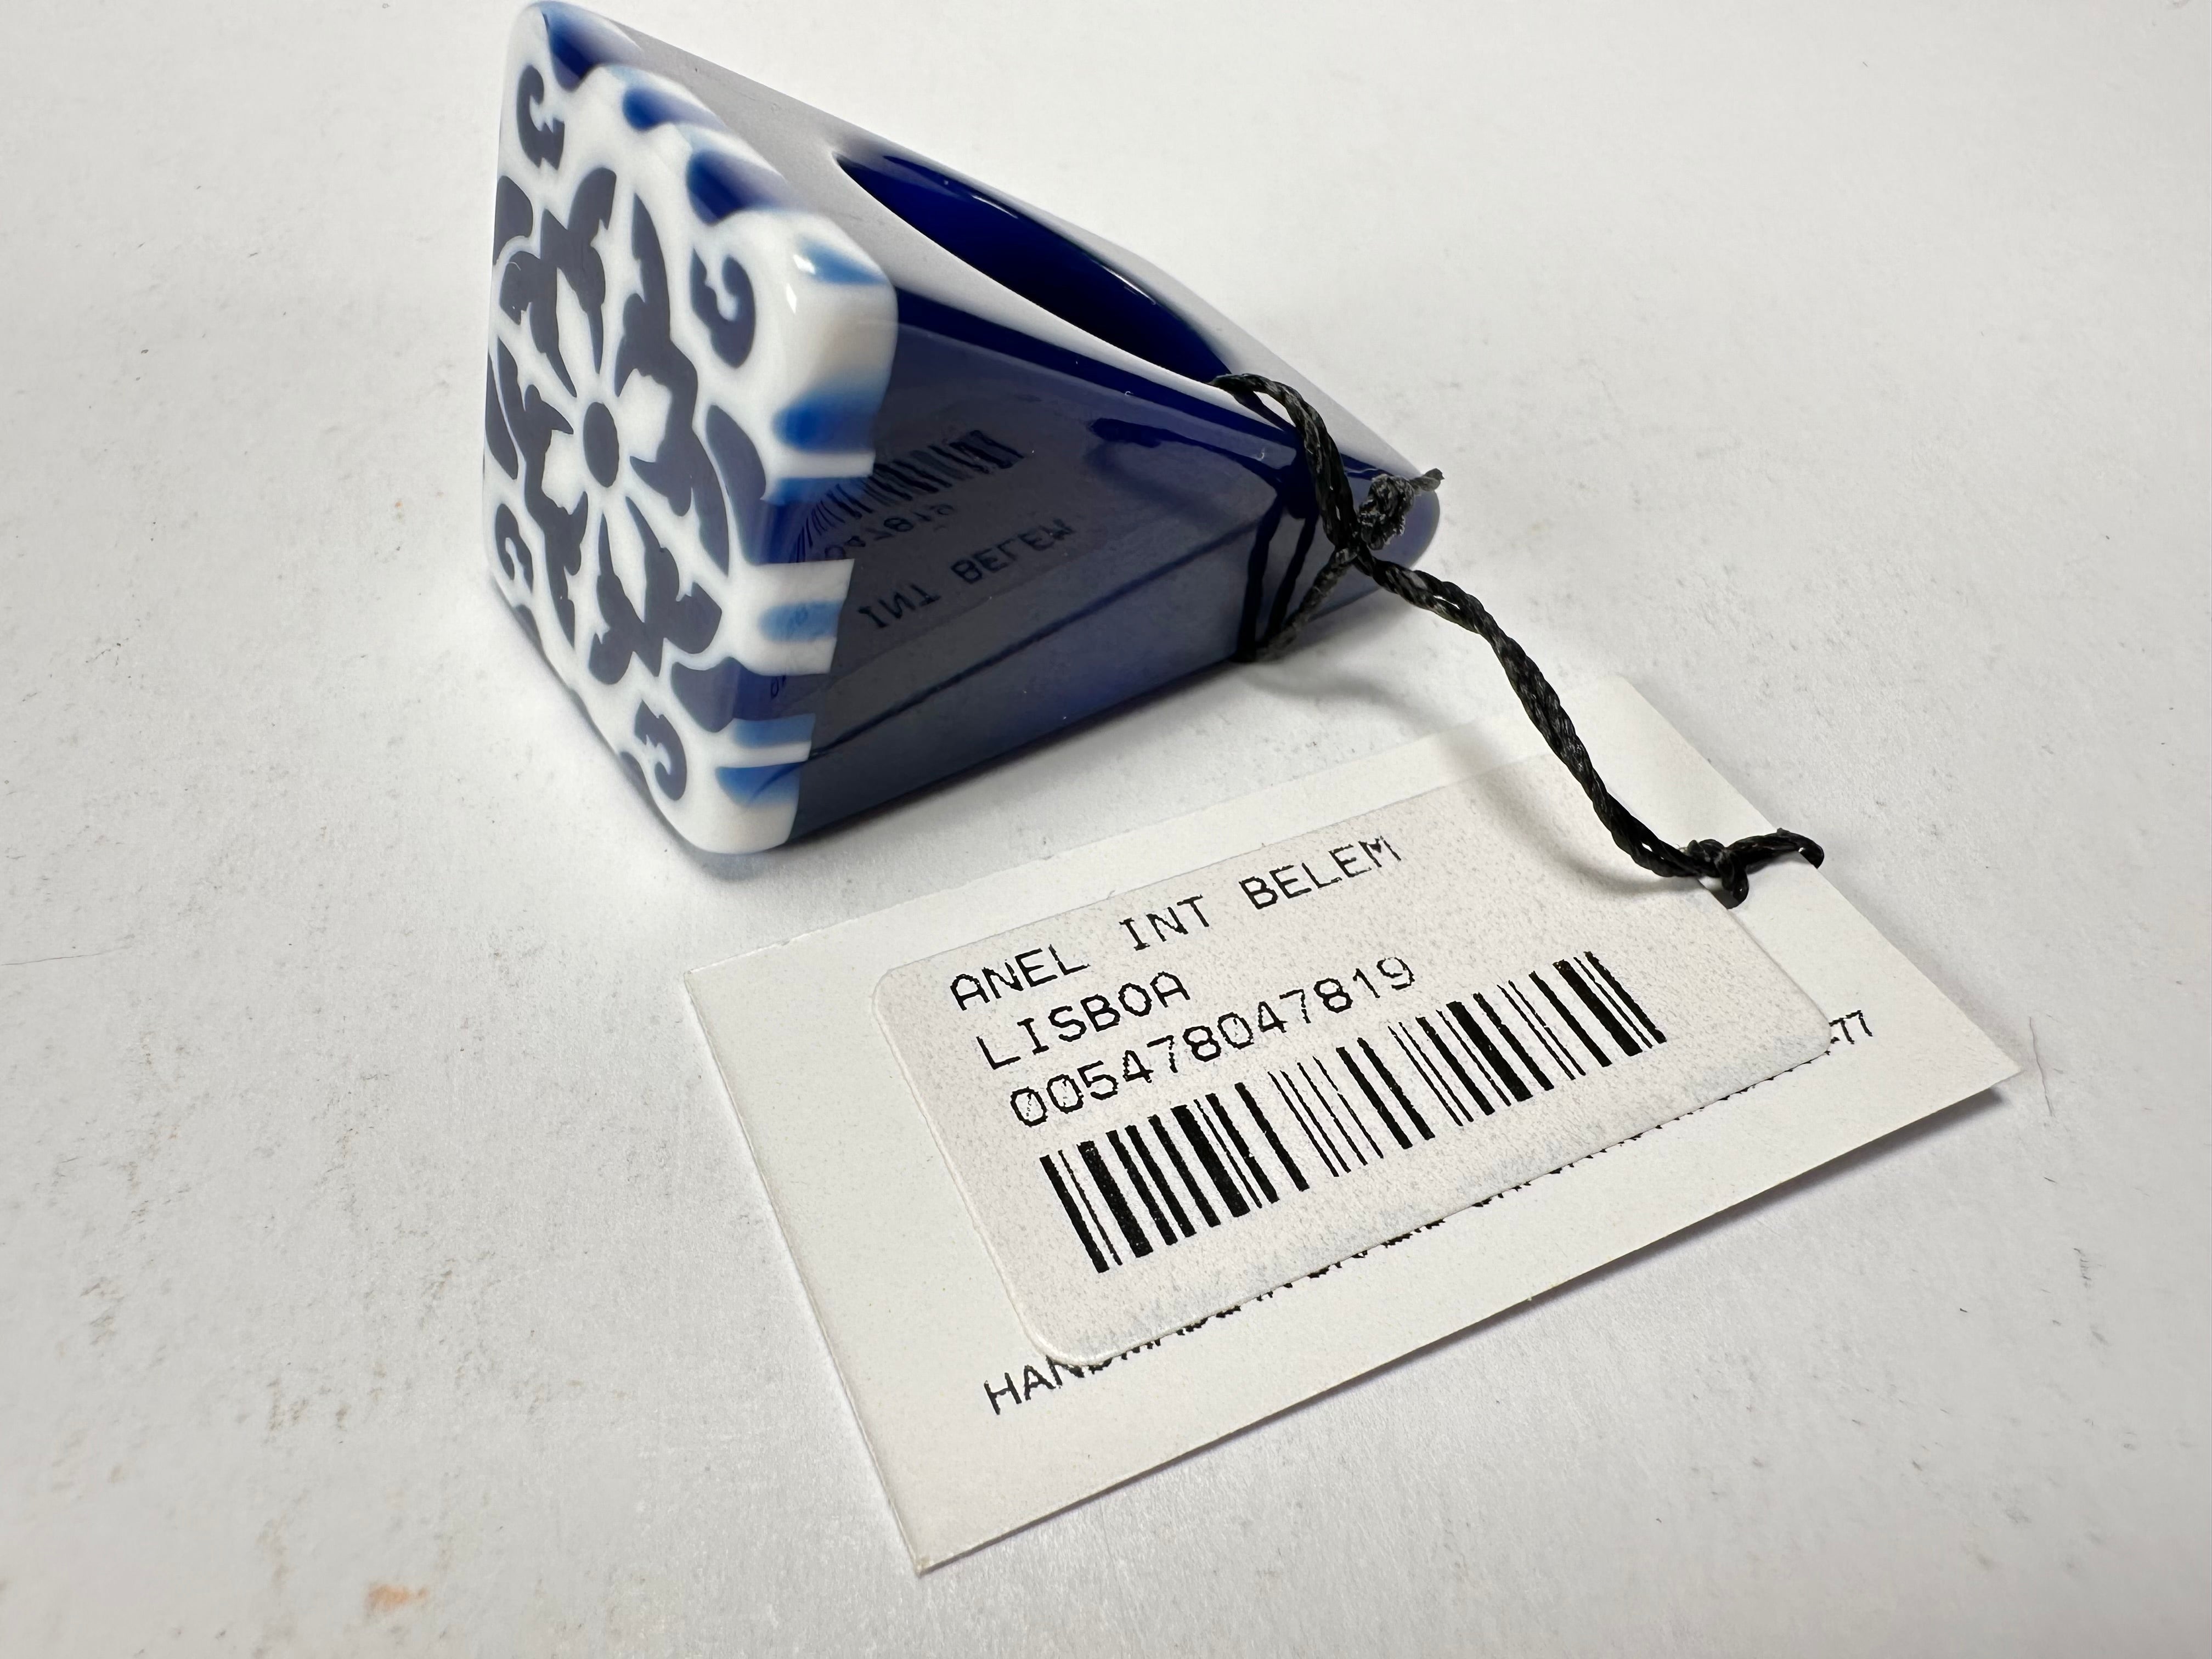 ANEL INT BELEM
LISBOA
005478047819
INT BELEM